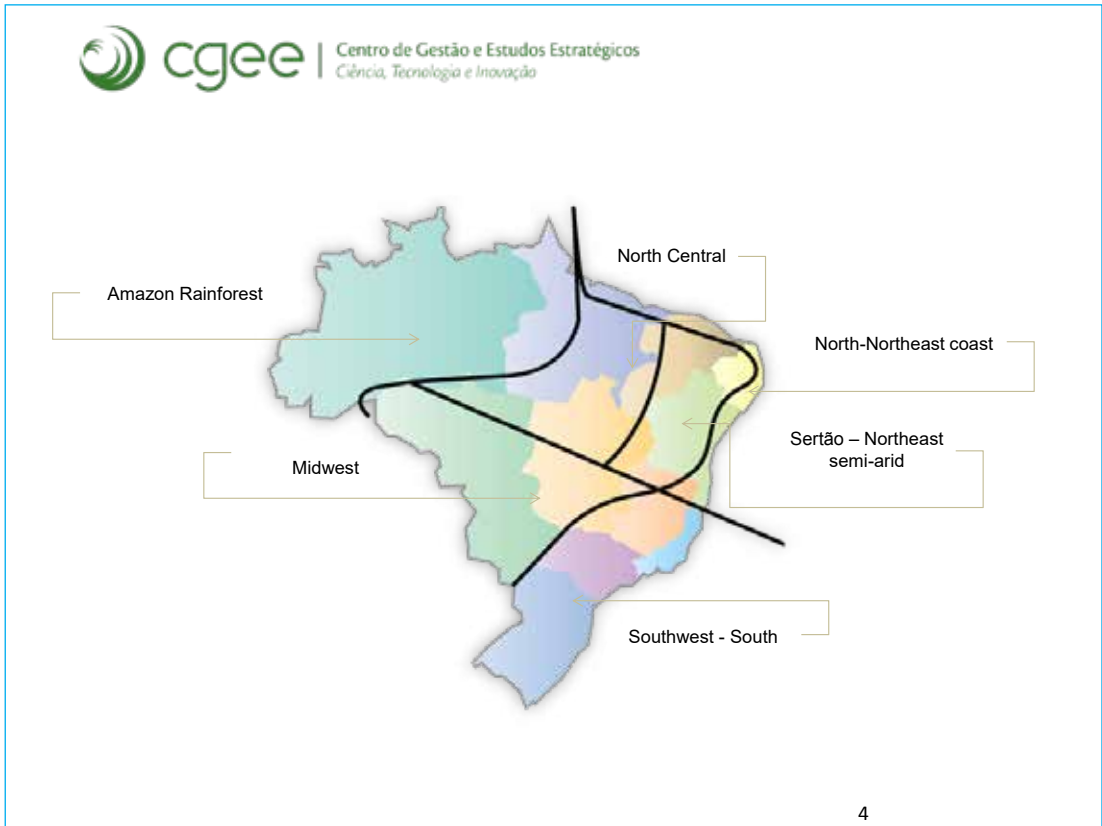 cgee
Centro de Gestão e Estudos Estratégicos
Ciência, Tecnologia e Inovação
North Central
Amazon Rainforest
North-Northeast coast
Sertão – Northeast
semi-arid
Midwest
Southwest - South
4